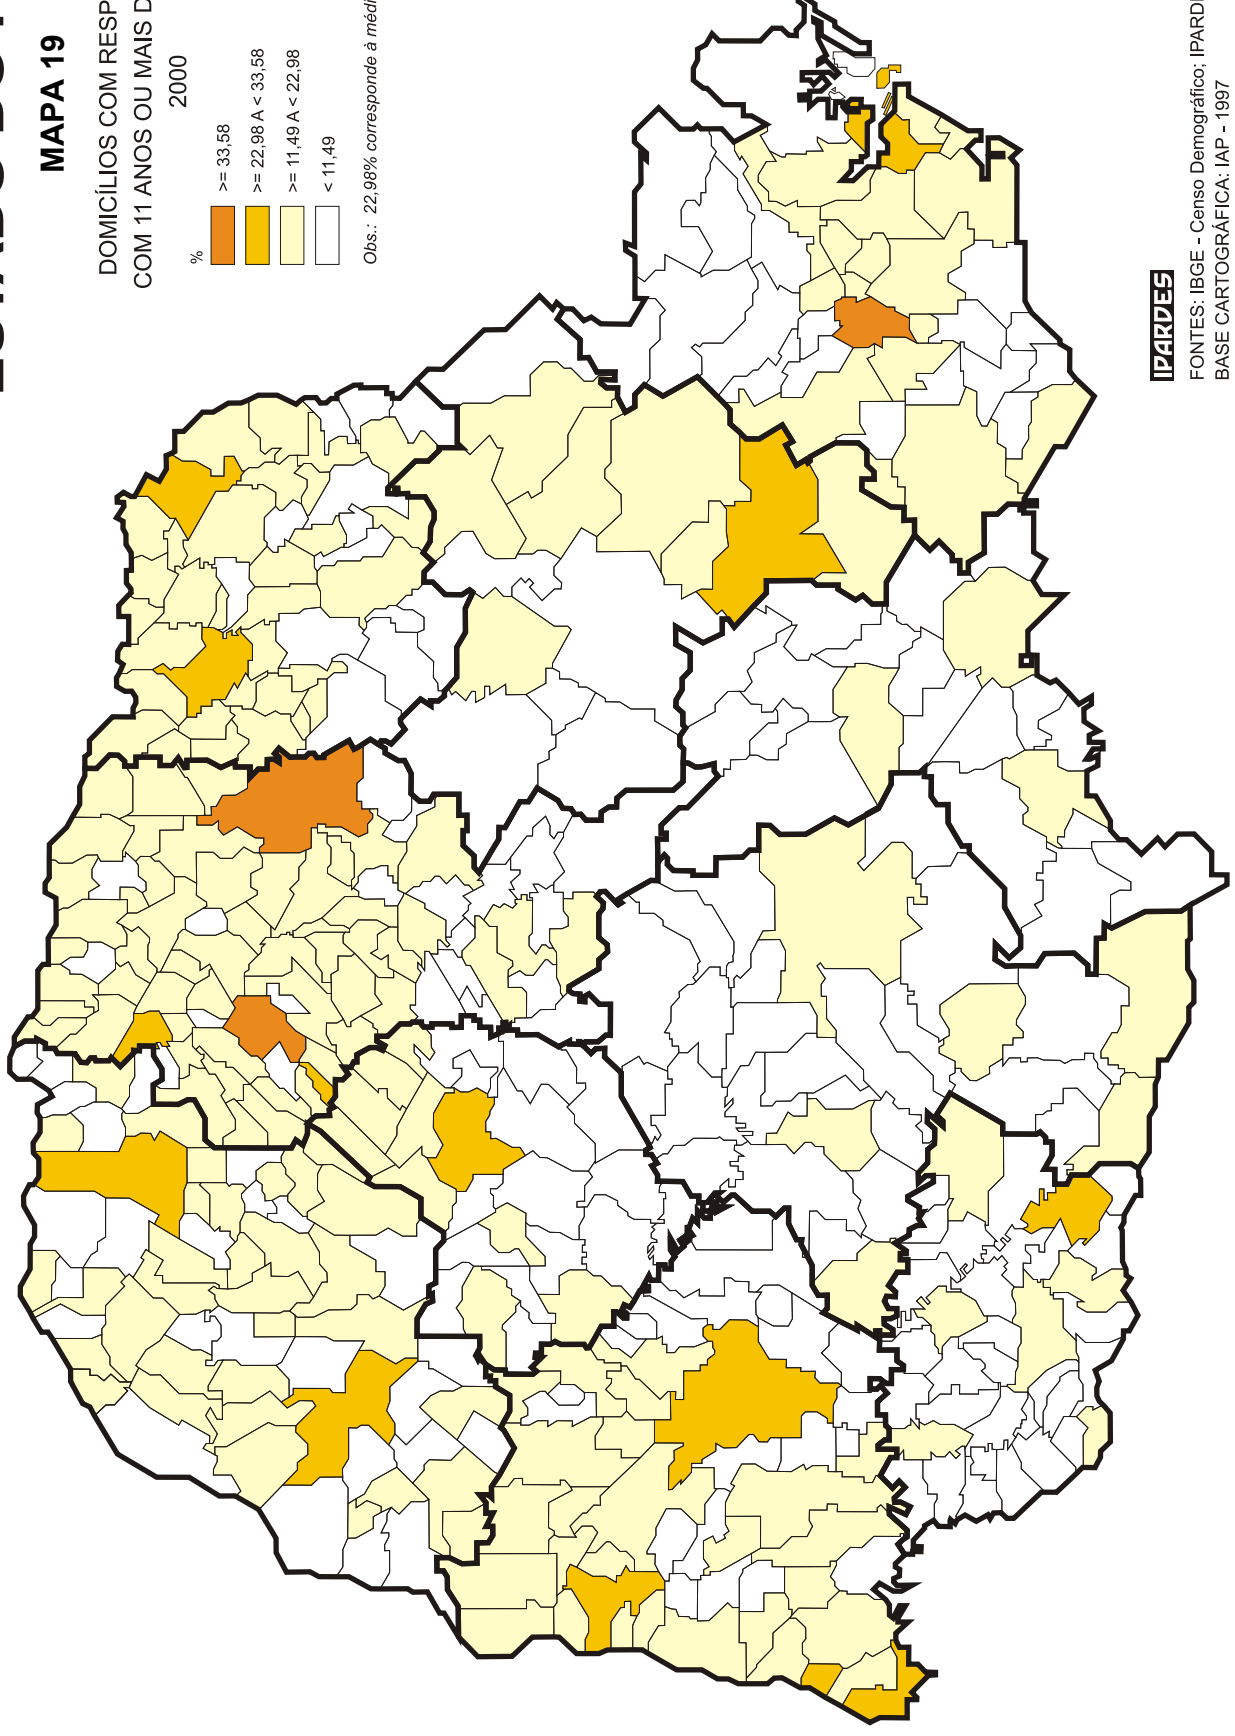 MAPA 19
DOMICÍLIOS COM RESP
COM 11 ANOS OU MAIS D
2000
%
>= 33,58
>= 22,98 A < 33,58
>= 11,49 A < 22,98
< 11,49
Obs.: 22,98% corresponde à médi
IPARDES
FONTES: IBGE - Censo Demográfico; IPARD
BASE CARTOGRÁFICA: IAP - 1997